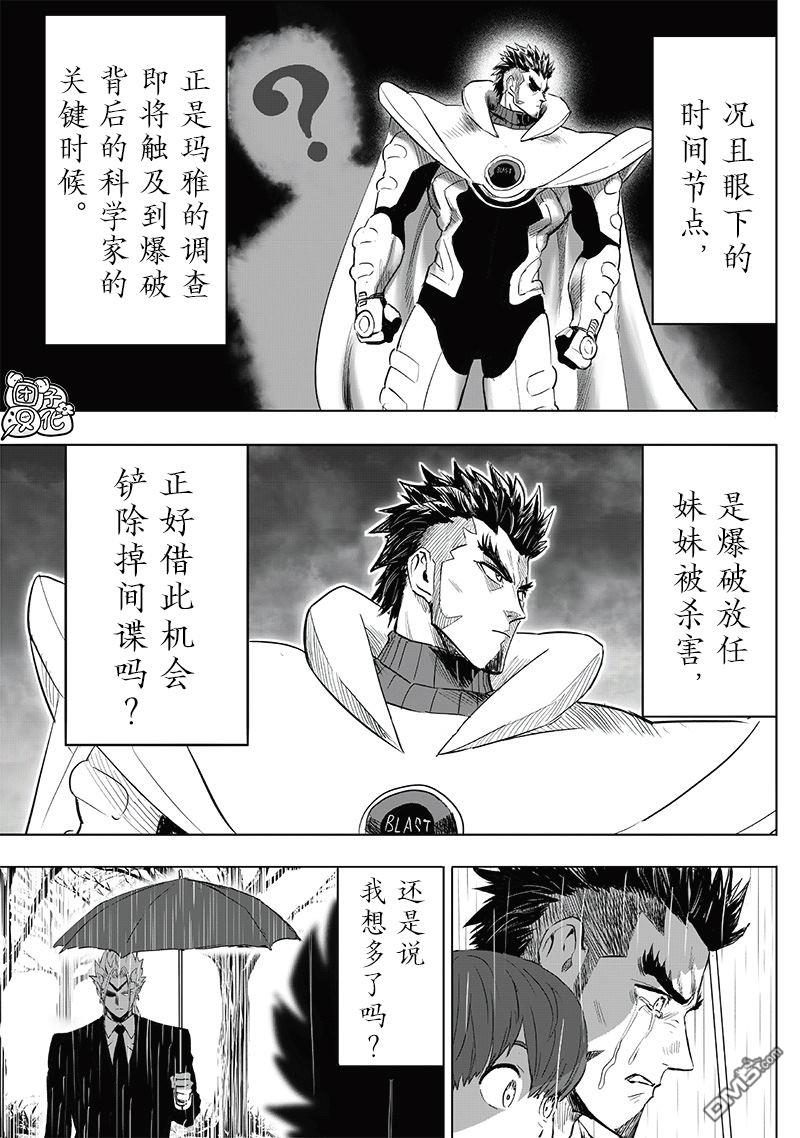 况且眼下的
时间节点，
BLAST
正是玛雅的调查
即将触及到爆破
背后的科学家的
关键时候。
?
团子
汉化
是爆破放任
妹妹被杀害，
正好借此机会
铲除掉间谍吗？
BLAST
还是说
我想多了吗？
DM5.COM